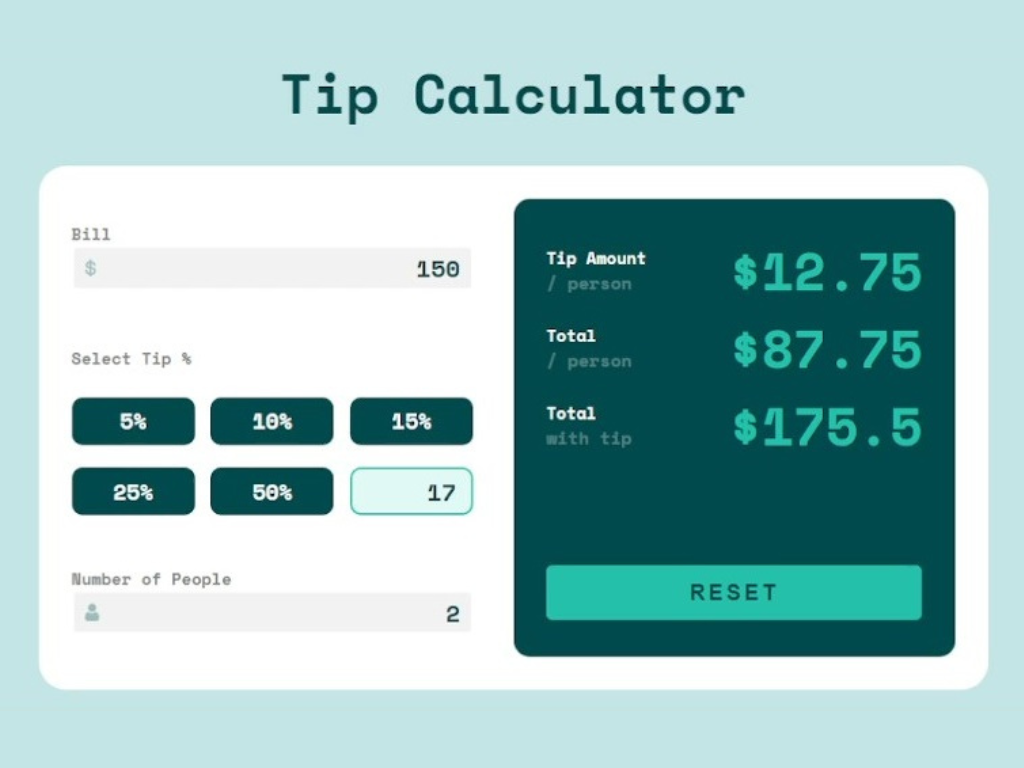 Tip Calculator
Bill
$ 150
Select Tip %
5% 10% 15%
25% 50% 17
Number of People
2
Tip Amount
/ person
$12.75
Total
/ person
$87.75
Total
with tip
$175.5
RESET